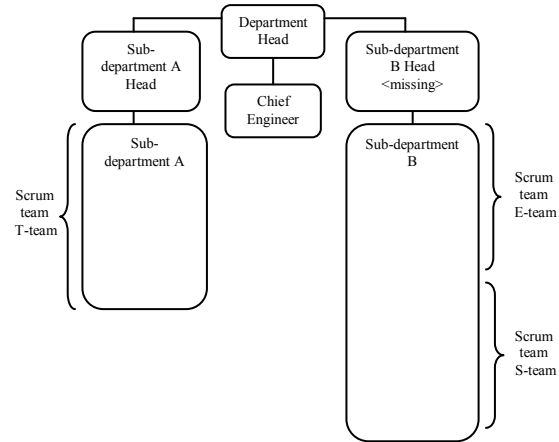 Department
Head
Sub-
department A
Head
Sub-department
B Head
<missing>
Chief
Engineer
Sub-
department A
Sub-department
B
Scrum
team
T-team
Scrum
team
E-team
Scrum
team
S-team